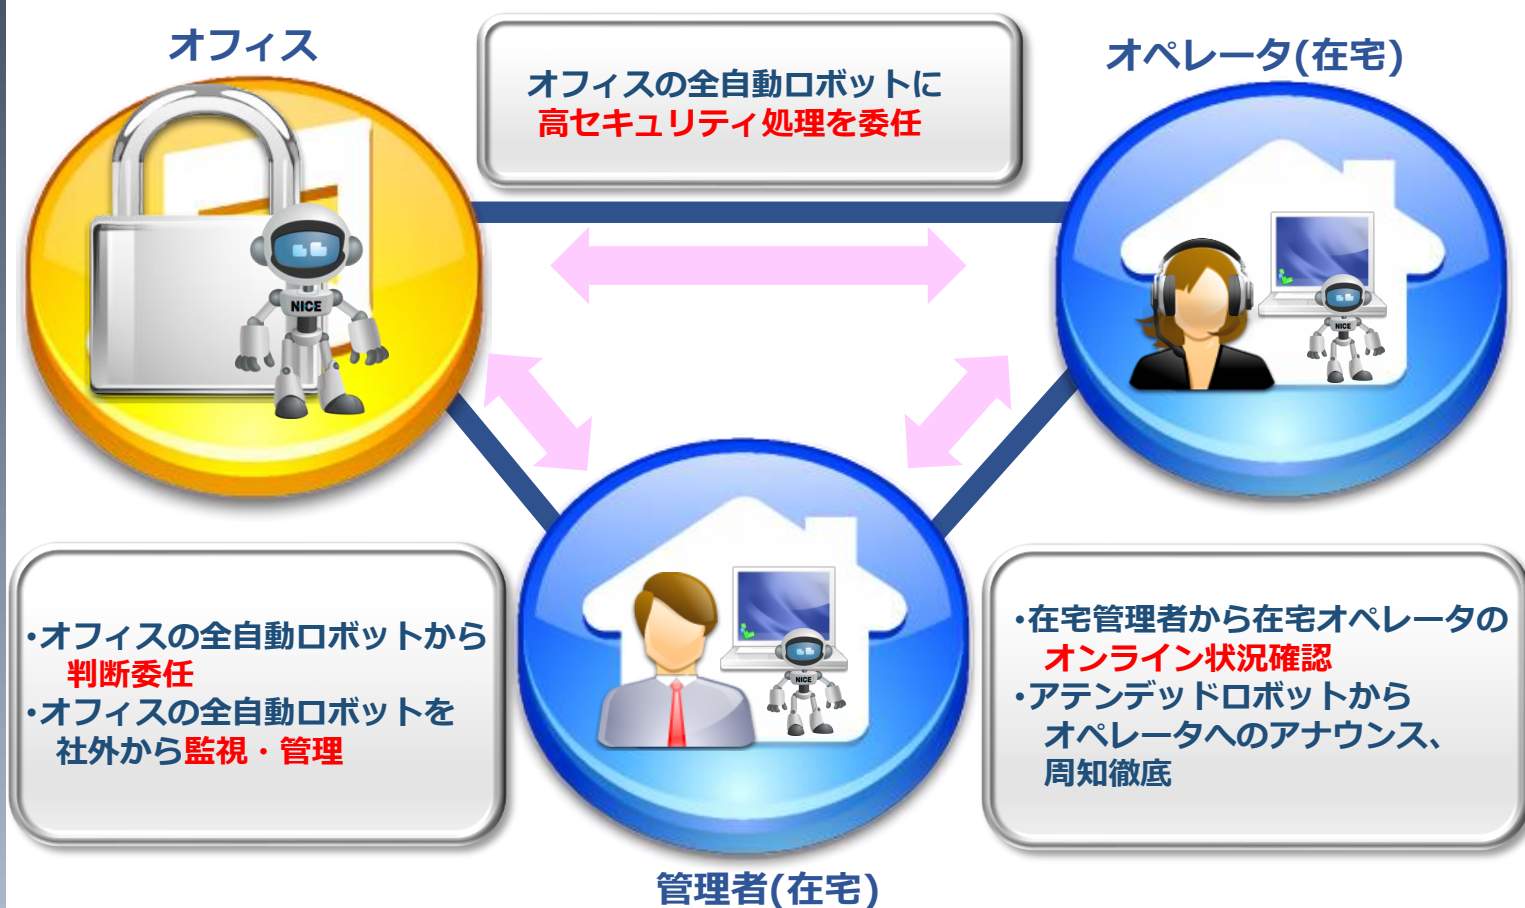 オフィス
オフィスの全自動ロボットに
高セキュリティ処理を委任
オペレータ(在宅)
NICE
NICE
・オフィスの全自動ロボットから
判断委任
・オフィスの全自動ロボットを
社外から監視・管理
NICE
・在宅管理者から在宅オペレータの
オンライン状況確認
・アテンデッドロボットから
オペレータへのアナウンス、
周知徹底
管理者(在宅)